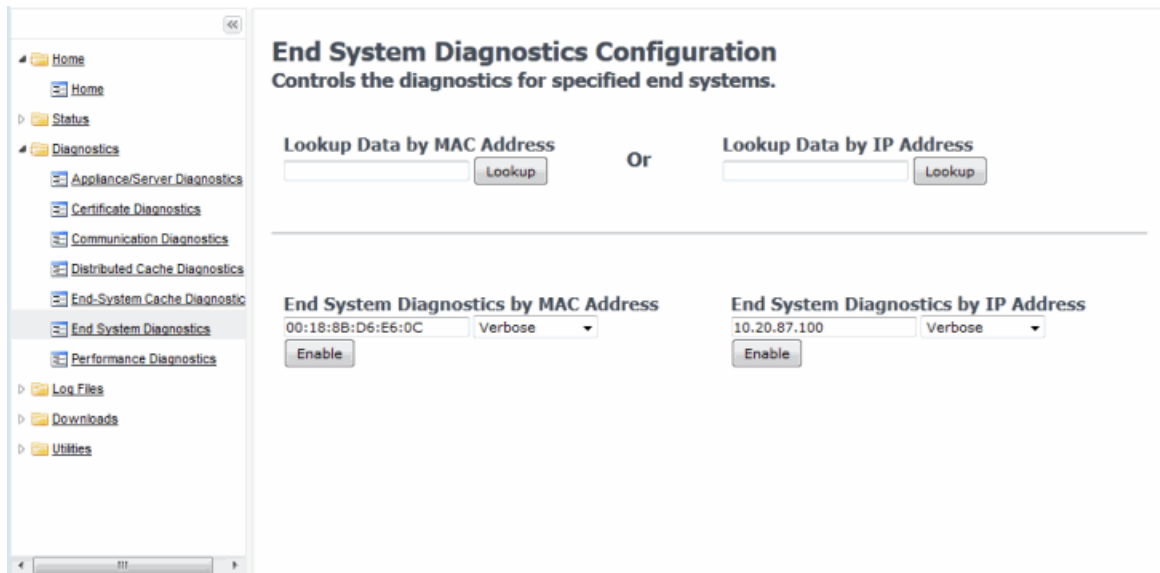 Home
Home
Status
Diagnostics
Appliance/Server Diagnostics
Certificate Diagnostics
Communication Diagnostics
Distributed Cache Diagnostics
End-System Cache Diagnostic
End System Diagnostics
Performance Diagnostics
Log Files
Downloads
Utilities
End System Diagnostics Configuration
Controls the diagnostics for specified end systems.
Lookup Data by MAC Address
Lookup
Or
Lookup Data by IP Address
Lookup
End System Diagnostics by MAC Address
00:18:8B:D6:E6:0C Verbose
Enable
End System Diagnostics by IP Address
10.20.87.100 Verbose
Enable